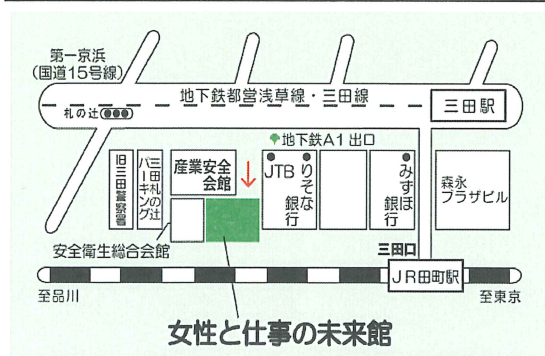 第一京浜
(国道15号線)
地下鉄都営浅草線・三田線
三田駅
札の辻
地下鉄A1出口
旧三田警察署
三田札の辻
パーキング
産業安全
会館
JTB
りそな
銀行
みずほ
銀行
森永
プラザビル
安全衛生総合会館
三田口
JR田町駅
至品川
至東京
女性と仕事の未来館